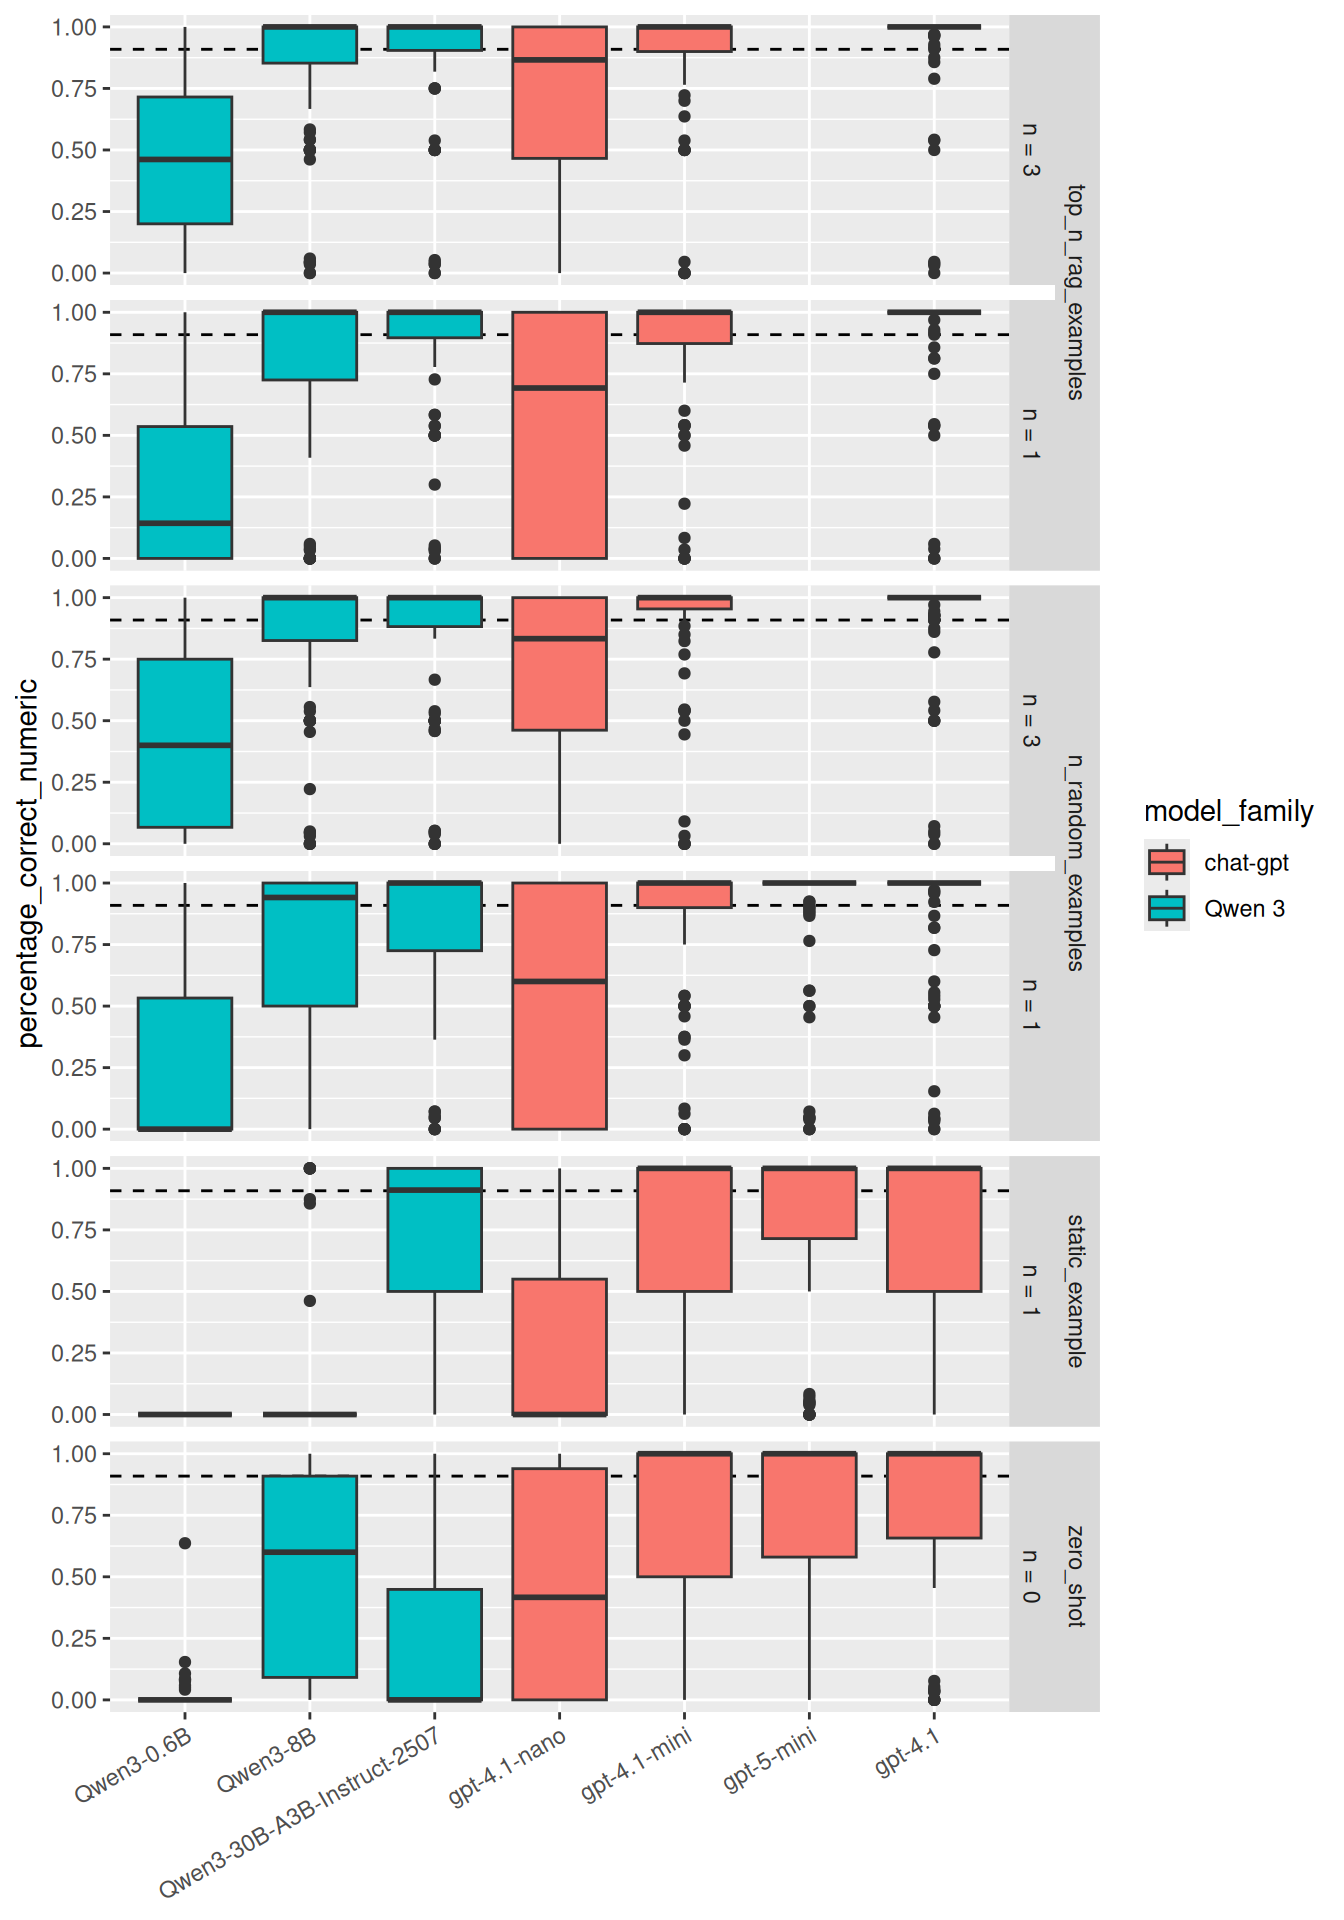 percentage_correct_numeric
1.00
0.75
0.50
0.25
0.00
n = 3
top_n_rag_examples
1.00
0.75
0.50
0.25
0.00
n = 1
1.00
0.75
0.50
0.25
0.00
n = 3
n_random_examples
1.00
0.75
0.50
0.25
0.00
n = 1
1.00
0.75
0.50
0.25
0.00
n = 1
static_example
1.00
0.75
0.50
0.25
0.00
n = 0
zero_shot
Qwen3-0.6B
Qwen3-8B
Qwen3-30B-A3B-Instruct-2507
gpt-4.1-nano
gpt-4.1-mini
gpt-5-mini
gpt-4.1
model_family
chat-gpt
Qwen 3